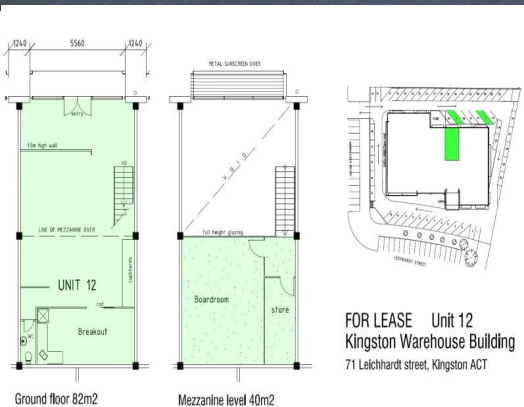 1240 5560 1240
METAL SUNSCREEN OVER
entry
1.5m high wall
UP
VOID
LINE OF MEZZANINE OVER
full height glazing
cupboards
UNIT 12
Boardroom
store
csd
Breakout
WC
LEICHHARDT STREET
FOR LEASE Unit 12
Kingston Warehouse Building
71 Leichhardt street, Kingston ACT
Ground floor 82m2
Mezzanine level 40m2